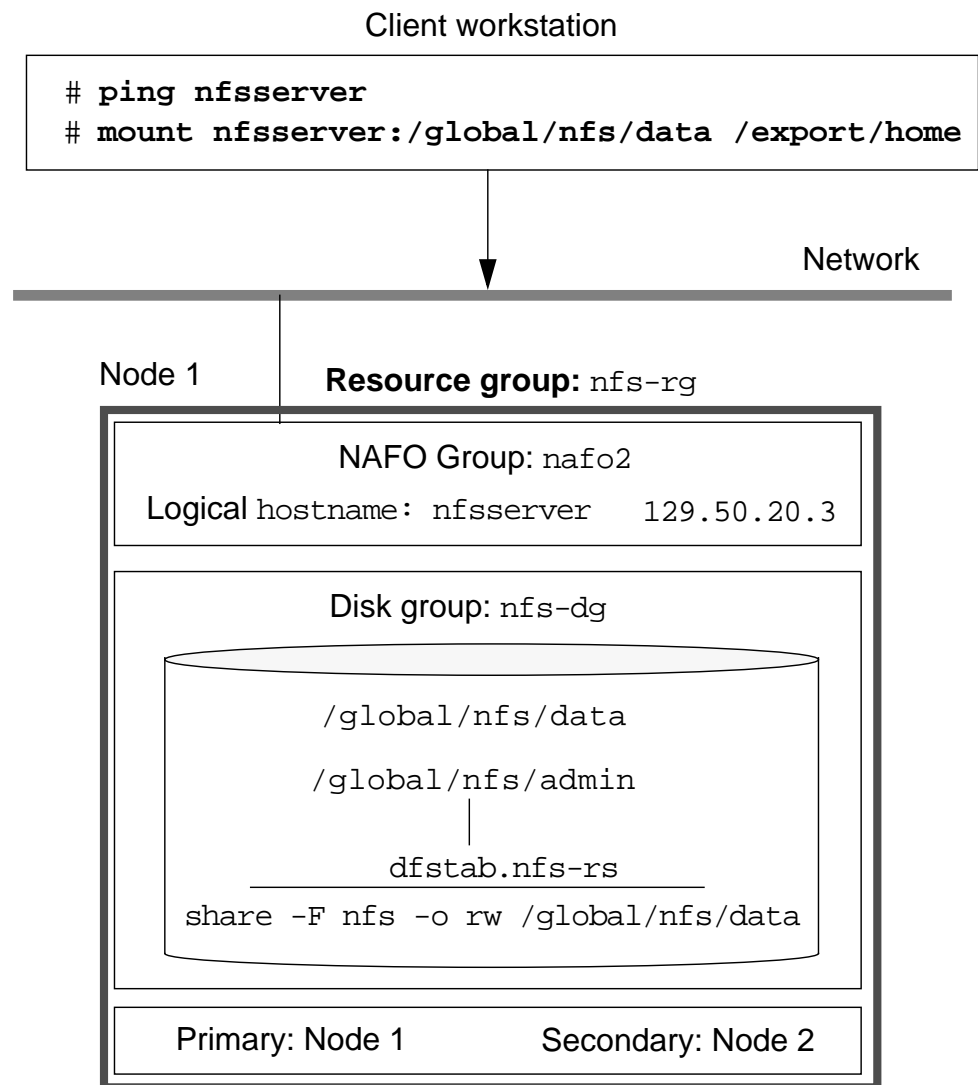 Client workstation
# ping nfsserver
# mount nfsserver:/global/nfs/data /export/home
Network
Node 1
Resource group: nfs-rg
NAFO Group: nafo2
Logical hostname: nfsserver 129.50.20.3
Disk group: nfs-dg
/global/nfs/data
/global/nfs/admin
dfstab.nfs-rs
share -F nfs -o rw /global/nfs/data
Primary: Node 1 Secondary: Node 2